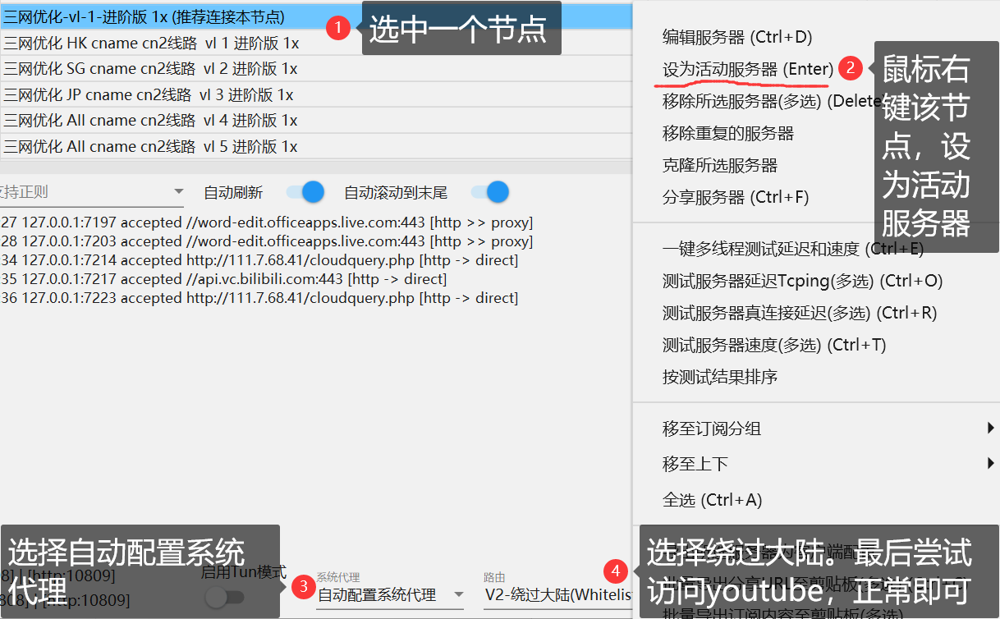 三网优化-vl-1-进阶版 1x (推荐连接本节点)
三网优化 HK cname cn2线路 vl 1 进阶版 1x
三网优化 SG cname cn2线路 vl 2 进阶版 1x
三网优化 JP cname cn2线路 vl 3 进阶版 1x
三网优化 All cname cn2线路 vl 4 进阶版 1x
三网优化 All cname cn2线路 vl 5 进阶版 1x
1
选中一个节点
支持正则
自动刷新
自动滚动到末尾
:27 127.0.0.1:7197 accepted //word-edit.officeapps.live.com:443 [http >> proxy]
:28 127.0.0.1:7203 accepted //word-edit.officeapps.live.com:443 [http >> proxy]
:34 127.0.0.1:7214 accepted http://111.7.68.41/cloudquery.php [http -> direct]
:35 127.0.0.1:7217 accepted //api.vc.bilibili.com:443 [http -> direct]
:36 127.0.0.1:7223 accepted http://111.7.68.41/cloudquery.php [http -> direct]
编辑服务器 (Ctrl+D)
设为活动服务器 (Enter)
移除所选服务器(多选) (Delete
移除重复的服务器
克隆所选服务器
分享服务器 (Ctrl+F)
2
鼠标右
键该节
点，设
为活动
服务器
一键多线程测试延迟和速度 (Ctrl+E)
测试服务器延迟Tcping(多选) (Ctrl+O)
测试服务器真连接延迟(多选) (Ctrl+R)
测试服务器速度(多选) (Ctrl+T)
按测试结果排序
移至订阅分组
移至上下
全选 (Ctrl+A)
选择自动配置系统
代理
8] | [http:10809]
808] | [http:10809]
启用Tun模式
3
系统代理
自动配置系统代理
路由
V2-绕过大陆(Whitelist
4
选择绕过大陆。最后尝试
访问youtube，正常即可
批量导出分享URL至剪贴板(多选)
批量导出订阅内容至剪贴板(多选)